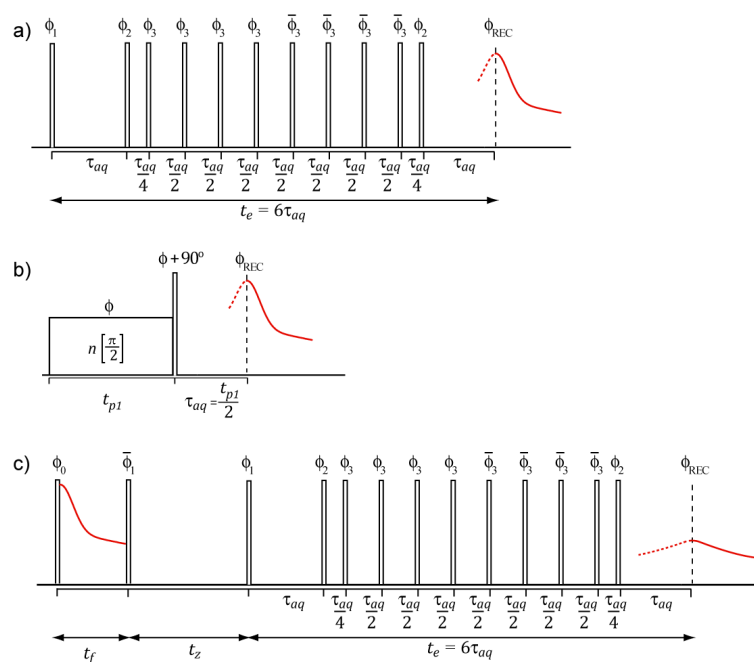 a)
ϕ₁ ϕ₂ ϕ₃ ϕ₃ ϕ₃ ϕ₃ ϕ̅₃ ϕ̅₃ ϕ̅₃ ϕ̅₃ ϕ₂ ϕREC
τaq τaq/4 τaq/2 τaq/2 τaq/2 τaq/2 τaq/2 τaq/2 τaq/2 τaq/4 τaq
te = 6τaq
b)
ϕ + 90º ϕREC
ϕ
n[π/2]
tp1 τaq = tp1/2
c)
ϕ₀ ϕ̅₁ ϕ₁ ϕ₂ ϕ₃ ϕ₃ ϕ₃ ϕ₃ ϕ̅₃ ϕ̅₃ ϕ̅₃ ϕ̅₃ ϕ₂ ϕREC
τaq τaq/4 τaq/2 τaq/2 τaq/2 τaq/2 τaq/2 τaq/2 τaq/2 τaq/4 τaq
tf tz te = 6τaq